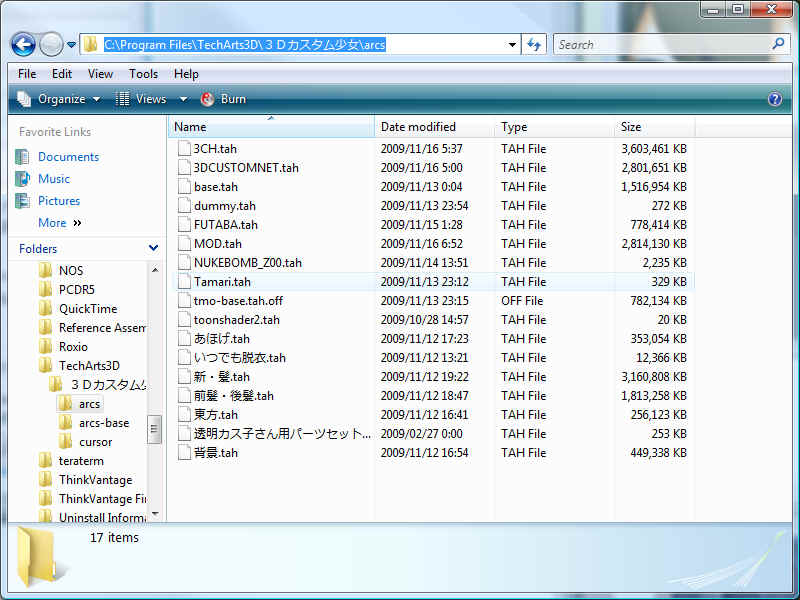 C:\Program Files\TechArts3D\３Ｄカスタム少女\arcs
Search
File Edit View Tools Help
Organize Views Burn
Favorite Links
Documents
Music
Pictures
More »
Folders
NOS
PCDR5
QuickTime
Reference Assem
Roxio
TechArts3D
３Ｄカスタム少
arcs
arcs-base
cursor
teraterm
ThinkVantage
ThinkVantage Fi
Uninstall Informa
Name Date modified Type Size
3CH.tah 2009/11/16 5:37 TAH File 3,603,461 KB
3DCUSTOMNET.tah 2009/11/16 5:00 TAH File 2,801,651 KB
base.tah 2009/11/13 0:04 TAH File 1,516,954 KB
dummy.tah 2009/11/13 23:54 TAH File 272 KB
FUTABA.tah 2009/11/15 1:28 TAH File 778,414 KB
MOD.tah 2009/11/16 6:52 TAH File 2,814,130 KB
NUKEBOMB_Z00.tah 2009/11/14 13:51 TAH File 2,235 KB
Tamari.tah 2009/11/13 23:12 TAH File 329 KB
tmo-base.tah.off 2009/11/13 23:15 OFF File 782,134 KB
toonshader2.tah 2009/10/28 14:57 TAH File 20 KB
あほげ.tah 2009/11/12 17:23 TAH File 353,054 KB
いつでも脱衣.tah 2009/11/12 13:21 TAH File 12,366 KB
新・髪.tah 2009/11/12 19:22 TAH File 3,160,808 KB
前髪・後髪.tah 2009/11/12 18:47 TAH File 1,813,258 KB
東方.tah 2009/11/12 16:41 TAH File 256,123 KB
透明カス子さん用パーツセット... 2009/02/27 0:00 TAH File 253 KB
背景.tah 2009/11/12 16:54 TAH File 449,338 KB
17 items